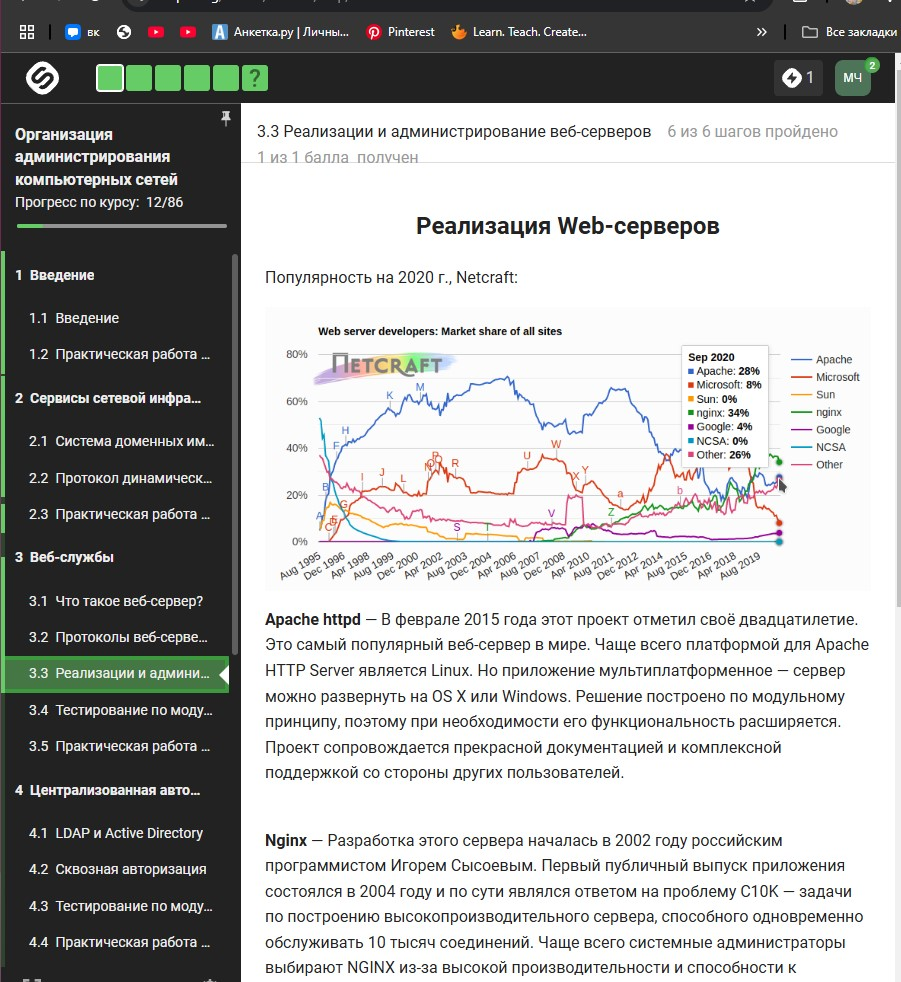 вк
Анкетка.ру | Личны...
Pinterest
Learn. Teach. Create...
»
Все закладки
?
1
МЧ
2
Организация
администрирования
компьютерных сетей
Прогресс по курсу: 12/86
1 Введение
1.1 Введение
1.2 Практическая работа ...
2 Сервисы сетевой инфра...
2.1 Система доменных им...
2.2 Протокол динамическ...
2.3 Практическая работа ...
3 Веб-службы
3.1 Что такое веб-сервер?
3.2 Протоколы веб-серве...
3.3 Реализации и админи...
3.4 Тестирование по моду...
3.5 Практическая работа ...
4 Централизованная авто...
4.1 LDAP и Active Directory
4.2 Сквозная авторизация
4.3 Тестирование по моду...
4.4 Практическая работа ...
3.3 Реализации и администрирование веб-серверов 6 из 6 шагов пройдено
1 из 1 балла получен
Реализация Web-серверов
Популярность на 2020 г., Netcraft:
Web server developers: Market share of all sites
NETCRAFT
80%
60%
40%
20%
0%
K
M
H
F
B
A
I
J
L
R
U
W
X
Y
V
S
T
Z
a
b
G
Sep 2020
Apache: 28%
Microsoft: 8%
Sun: 0%
nginx: 34%
Google: 4%
NCSA: 0%
Other: 26%
Apache
Microsoft
Sun
nginx
Google
NCSA
Other
Aug 1995
Dec 1996
Apr 1998
Aug 1999
Dec 2000
Apr 2002
Aug 2003
Dec 2004
Apr 2006
Aug 2007
Dec 2008
Apr 2010
Aug 2011
Dec 2012
Apr 2014
Aug 2015
Dec 2016
Apr 2018
Aug 2019
Apache httpd — В феврале 2015 года этот проект отметил своё двадцатилетие.
Это самый популярный веб-сервер в мире. Чаще всего платформой для Apache
HTTP Server является Linux. Но приложение мультиплатформенное — сервер
можно развернуть на OS X или Windows. Решение построено по модульному
принципу, поэтому при необходимости его функциональность расширяется.
Проект сопровождается прекрасной документацией и комплексной
поддержкой со стороны других пользователей.
Nginx — Разработка этого сервера началась в 2002 году российским
программистом Игорем Сысоевым. Первый публичный выпуск приложения
состоялся в 2004 году и по сути являлся ответом на проблему C10K — задачи
по построению высокопроизводительного сервера, способного одновременно
обслуживать 10 тысяч соединений. Чаще всего системные администраторы
выбирают NGINX из-за высокой производительности и способности к